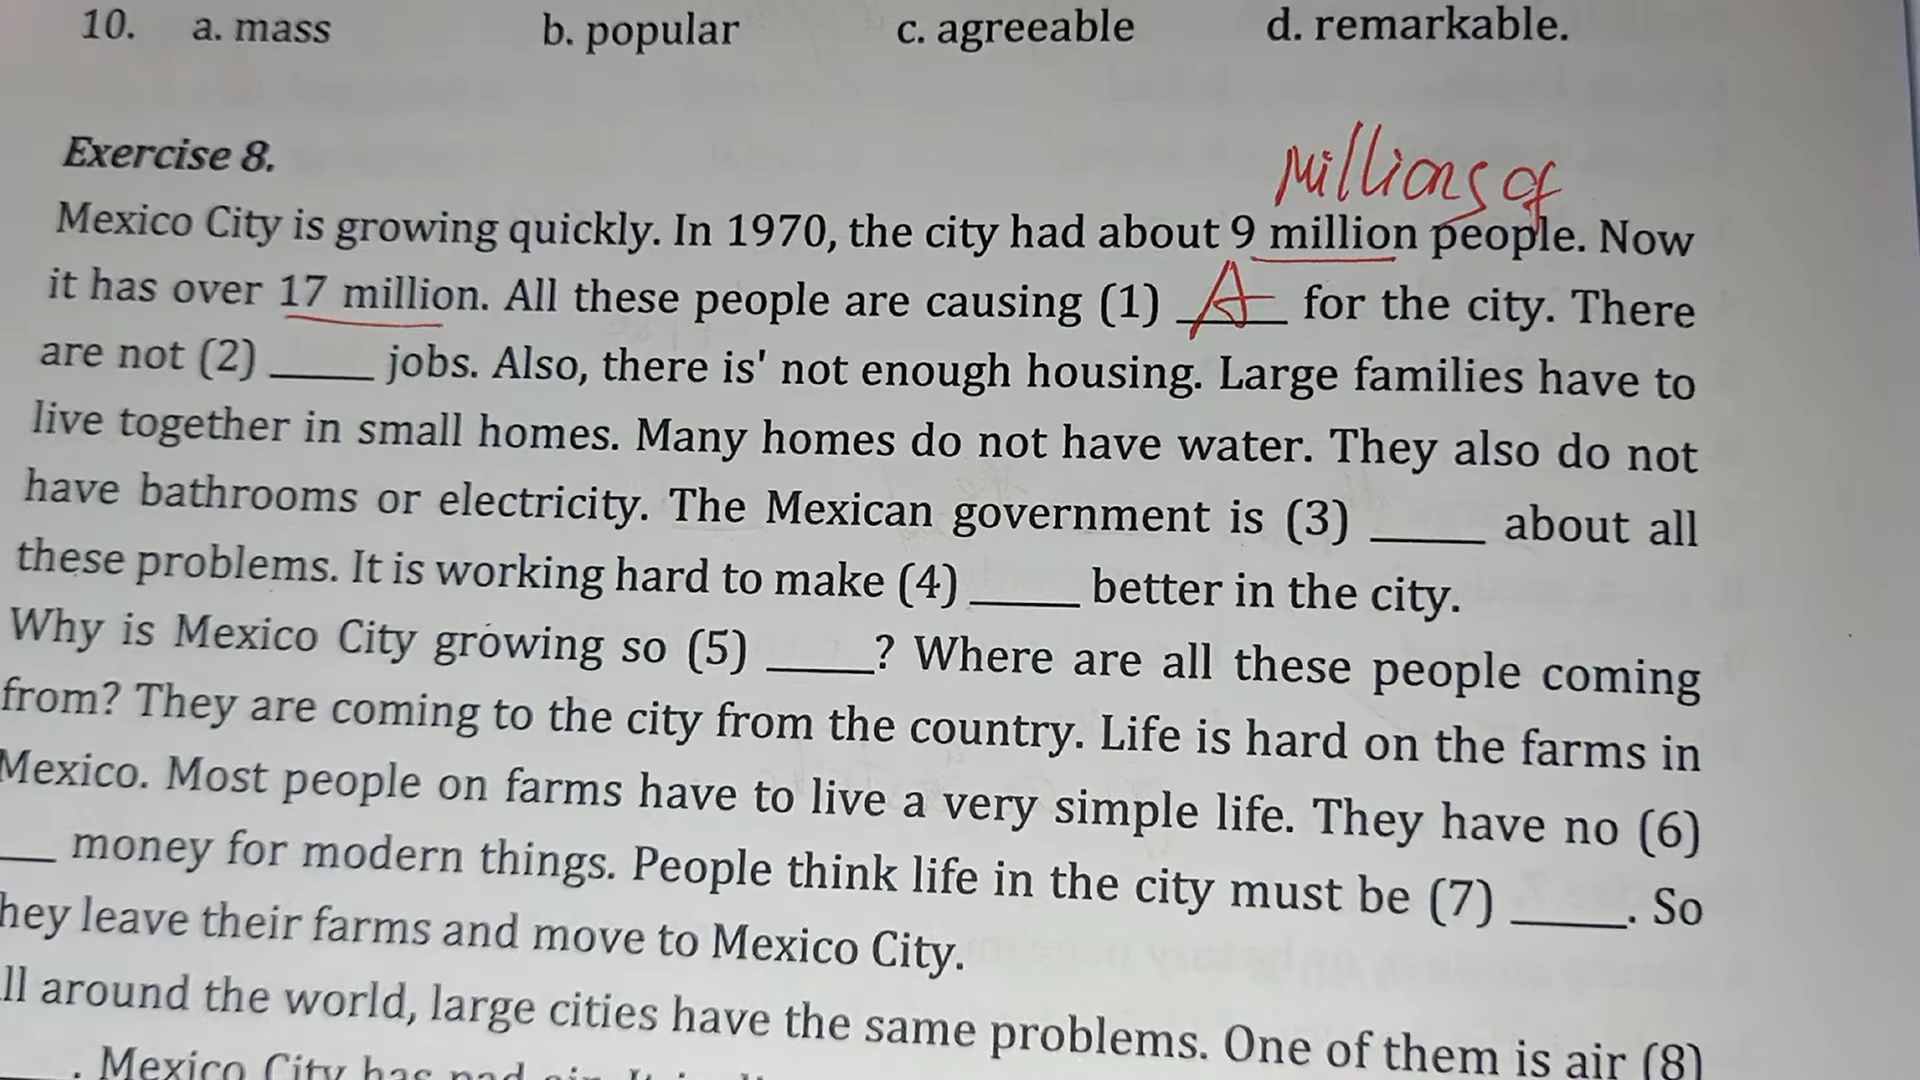 10. a. mass b. popular c. agreeable d. remarkable.
Exercise 8.
Millions of
Mexico City is growing quickly. In 1970, the city had about 9 million people. Now
it has over 17 million. All these people are causing (1) A for the city. There
are not (2) ____ jobs. Also, there is' not enough housing. Large families have to
live together in small homes. Many homes do not have water. They also do not
have bathrooms or electricity. The Mexican government is (3) ____ about all
these problems. It is working hard to make (4) ____ better in the city.
Why is Mexico City growing so (5) ____? Where are all these people coming
from? They are coming to the city from the country. Life is hard on the farms in
Mexico. Most people on farms have to live a very simple life. They have no (6)
____ money for modern things. People think life in the city must be (7) ____. So
hey leave their farms and move to Mexico City.
ll around the world, large cities have the same problems. One of them is air (8)
____. Mexico City has